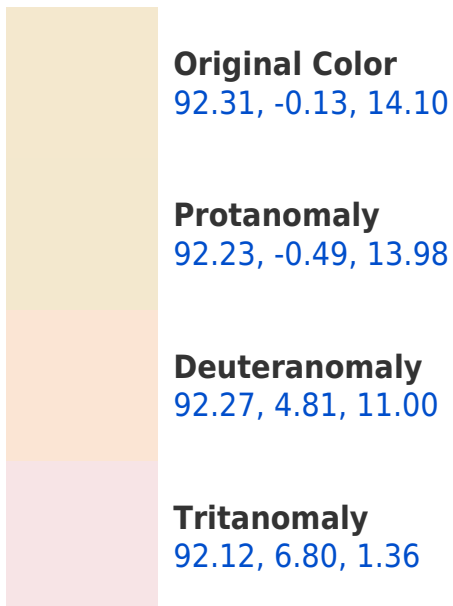 Original Color
92.31, -0.13, 14.10
Protanomaly
92.23, -0.49, 13.98
Deuteranomaly
92.27, 4.81, 11.00
Tritanomaly
92.12, 6.80, 1.36